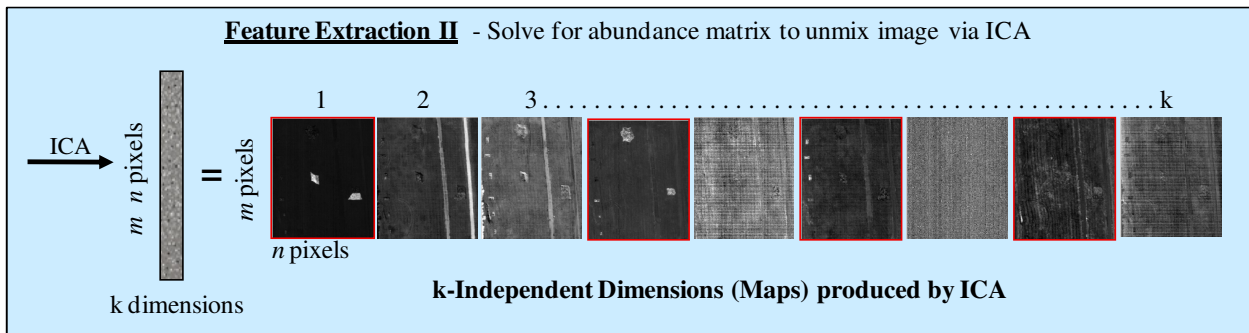 Feature Extraction II - Solve for abundance matrix to unmix image via ICA
1 2 3 . . . . . . . . . . . . . . . . . . . . . . . . . . . . . . . . . . . . . . . . . . . . . . . . k
ICA
m n pixels
=
m pixels
n pixels
k dimensions
k-Independent Dimensions (Maps) produced by ICA